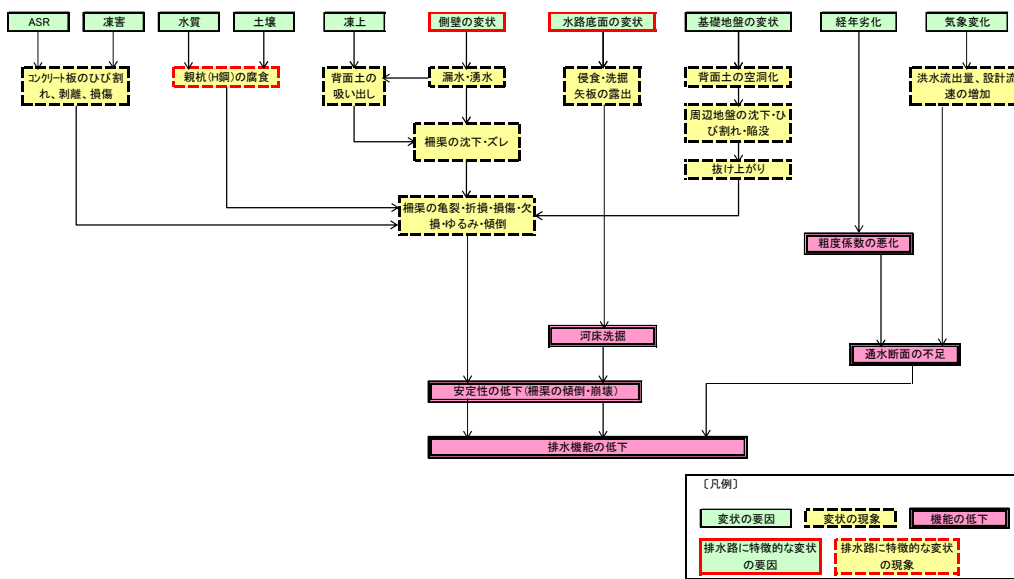 ASR
凍害
水質
土壌
凍上
側壁の変状
水路底面の変状
基礎地盤の変状
経年劣化
気象変化
コンクリート板のひび割
れ、剥離、損傷
親杭(H鋼)の腐食
背面土の
吸い出し
漏水・湧水
侵食・洗掘
矢板の露出
背面土の空洞化
洪水流出量、設計流
速の増加
周辺地盤の沈下・ひ
び割れ・陥没
柵渠の沈下・ズレ
抜け上がり
柵渠の亀裂・折損・損傷・欠
損・ゆるみ・傾倒
粗度係数の悪化
河床洗掘
通水断面の不足
安定性の低下(柵渠の傾倒・崩壊)
排水機能の低下
〔凡例〕
変状の要因
変状の現象
機能の低下
排水路に特徴的な変状
の要因
排水路に特徴的な変状
の現象